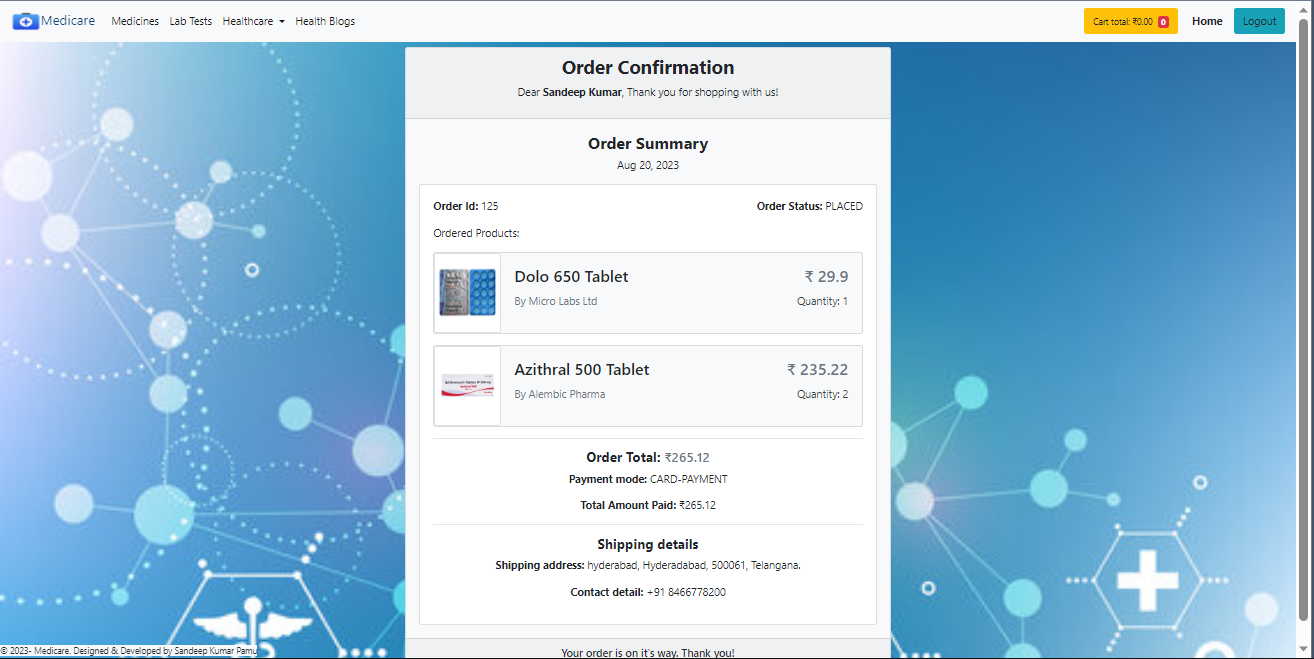 Medicare Medicines Lab Tests Healthcare Health Blogs Cart total: ₹0.00 0 Home Logout
Order Confirmation
Dear Sandeep Kumar, Thank you for shopping with us!
Order Summary
Aug 20, 2023
Order Id: 125 Order Status: PLACED
Ordered Products:
Dolo 650 Tablet ₹ 29.9
By Micro Labs Ltd Quantity: 1
Azithral 500 Tablet ₹ 235.22
By Alembic Pharma Quantity: 2
Order Total: ₹265.12
Payment mode: CARD-PAYMENT
Total Amount Paid: ₹265.12
Shipping details
Shipping address: hyderabad, Hyderadabad, 500061, Telangana.
Contact detail: +91 8466778200
© 2023- Medicare. Designed & Developed by Sandeep Kumar Pamu
Your order is on it's way. Thank you!